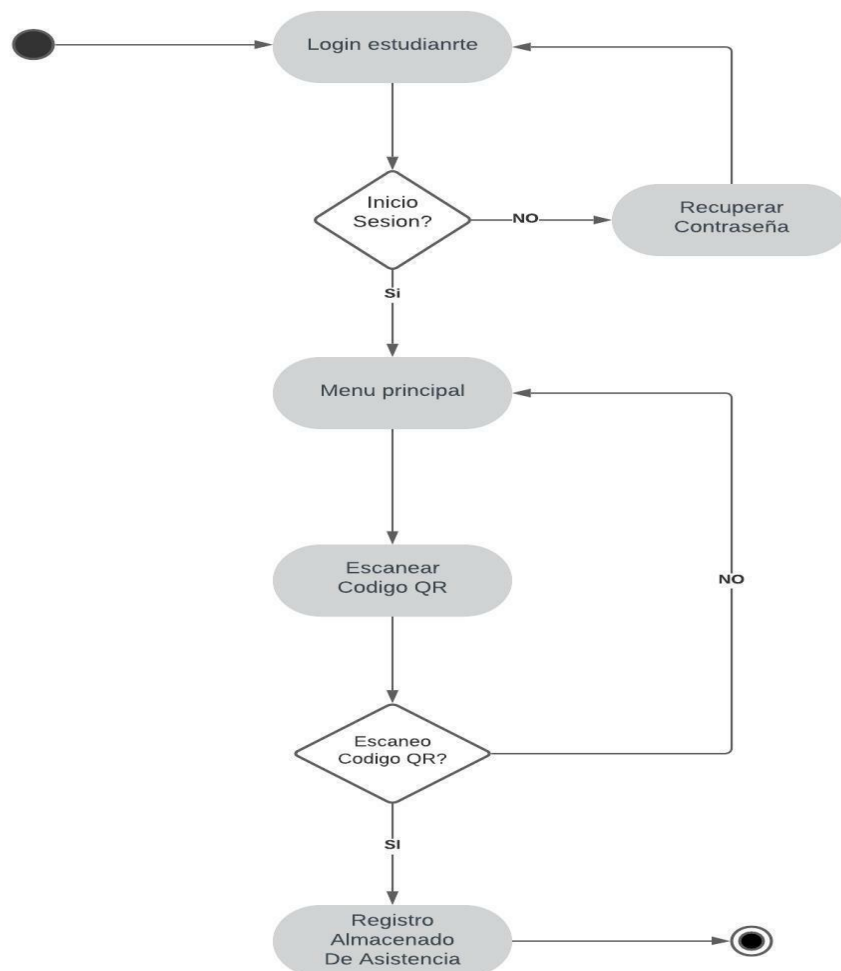 Login estudianrte
Inicio
Sesion?
NO
Recuperar
Contraseña
Si
Menu principal
Escanear
Codigo QR
NO
Escaneo
Codigo QR?
SI
Registro
Almacenado
De Asistencia